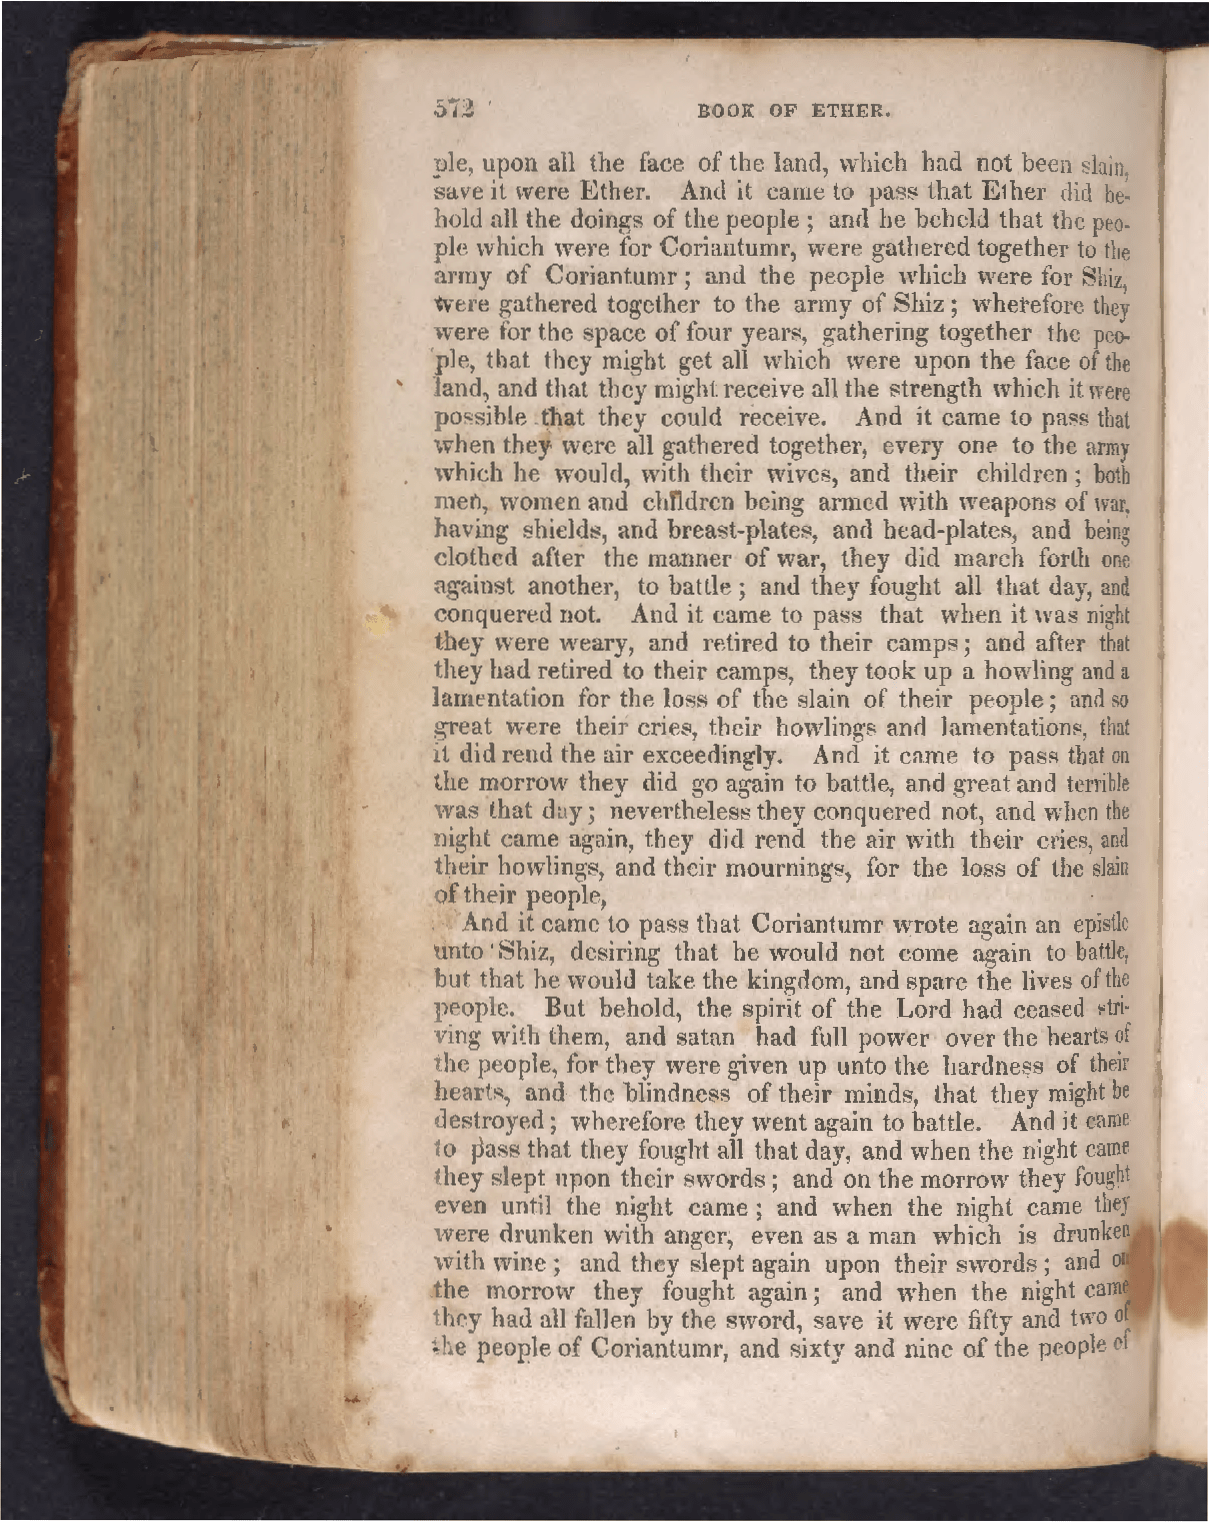 572
BOOK OF ETHER.
ple, upon all the face of the land, which had not been slain,
save it were Ether. And it came to pass that Ether did be-
hold all the doings of the people; and he beheld that the peo-
ple which were for Coriantumr, were gathered together to the
army of Coriantumr; and the people which were for Shiz,
were gathered together to the army of Shiz; wherefore they
were for the space of four years, gathering together the peo-
ple, that they might get all which were upon the face of the
land, and that they might receive all the strength which it were
possible that they could receive. And it came to pass that
when they were all gathered together, every one to the army
which he would, with their wives, and their children; both
men, women and children being armed with weapons of war,
having shields, and breast-plates, and head-plates, and being
clothed after the manner of war, they did march forth one
against another, to battle; and they fought all that day, and
conquered not. And it came to pass that when it was night
they were weary, and retired to their camps; and after that
they had retired to their camps, they took up a howling and a
lamentation for the loss of the slain of their people; and so
great were their cries, their howlings and lamentations, that
it did rend the air exceedingly. And it came to pass that on
the morrow they did go again to battle, and great and terrible
was that day; nevertheless they conquered not, and when the
night came again, they did rend the air with their cries, and
their howlings, and their mournings, for the loss of the slain
of their people,
And it came to pass that Coriantumr wrote again an epistle
unto Shiz, desiring that he would not come again to battle,
but that he would take the kingdom, and spare the lives of the
people. But behold, the spirit of the Lord had ceased stri-
ving with them, and satan had full power over the hearts of
the people, for they were given up unto the hardness of their
hearts, and the blindness of their minds, that they might be
destroyed; wherefore they went again to battle. And it came
to pass that they fought all that day, and when the night came
they slept upon their swords; and on the morrow they fought
even until the night came; and when the night came they
were drunken with anger, even as a man which is drunken
with wine; and they slept again upon their swords; and on
the morrow they fought again; and when the night came
they had all fallen by the sword, save it were fifty and two of
the people of Coriantumr, and sixty and nine of the people of